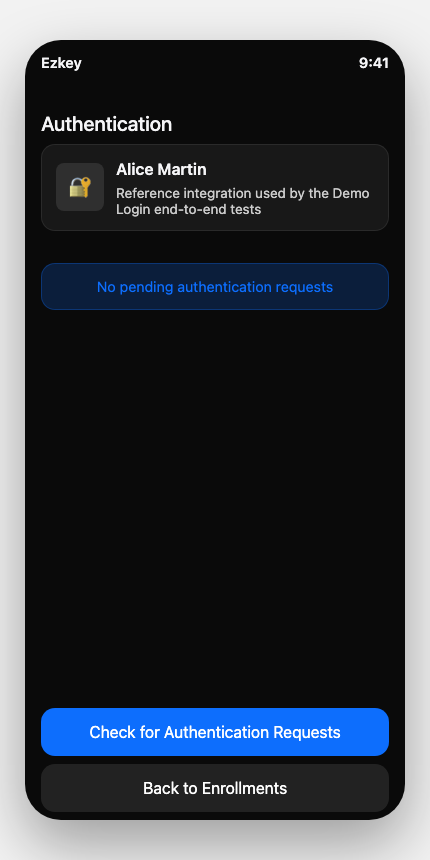 Ezkey
9:41
Authentication
Alice Martin
Reference integration used by the Demo
Login end-to-end tests
No pending authentication requests
Check for Authentication Requests
Back to Enrollments